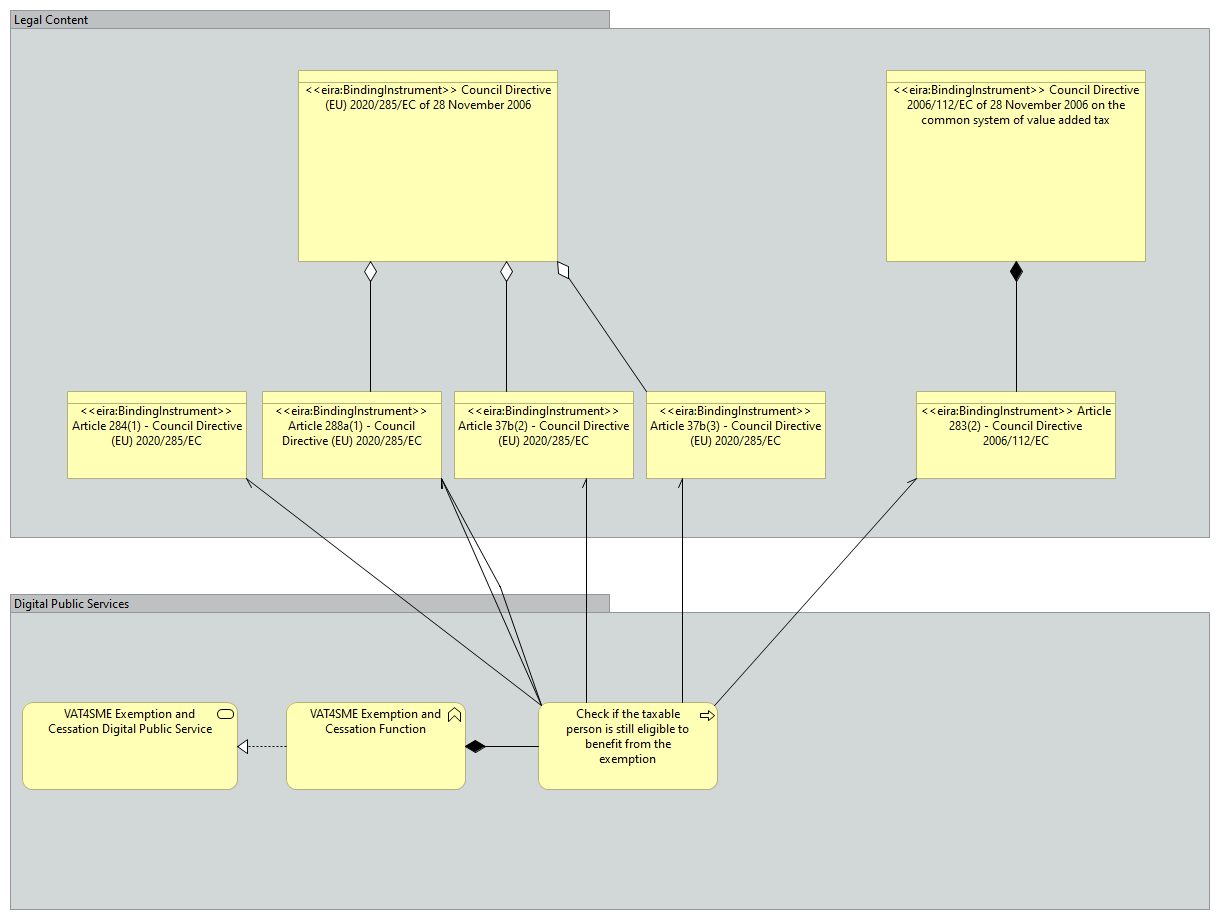 Legal Content
<<eira:BindingInstrument>> Council Directive
(EU) 2020/285/EC of 28 November 2006
<<eira:BindingInstrument>> Council Directive
2006/112/EC of 28 November 2006 on the
common system of value added tax
<<eira:BindingInstrument>>
Article 284(1) - Council Directive
(EU) 2020/285/EC
<<eira:BindingInstrument>>
Article 288a(1) - Council
Directive (EU) 2020/285/EC
<<eira:BindingInstrument>>
Article 37b(2) - Council Directive
(EU) 2020/285/EC
<<eira:BindingInstrument>>
Article 37b(3) - Council Directive
(EU) 2020/285/EC
<<eira:BindingInstrument>> Article
283(2) - Council Directive
2006/112/EC
Digital Public Services
VAT4SME Exemption and
Cessation Digital Public Service
VAT4SME Exemption and
Cessation Function
Check if the taxable
person is still eligible to
benefit from the
exemption